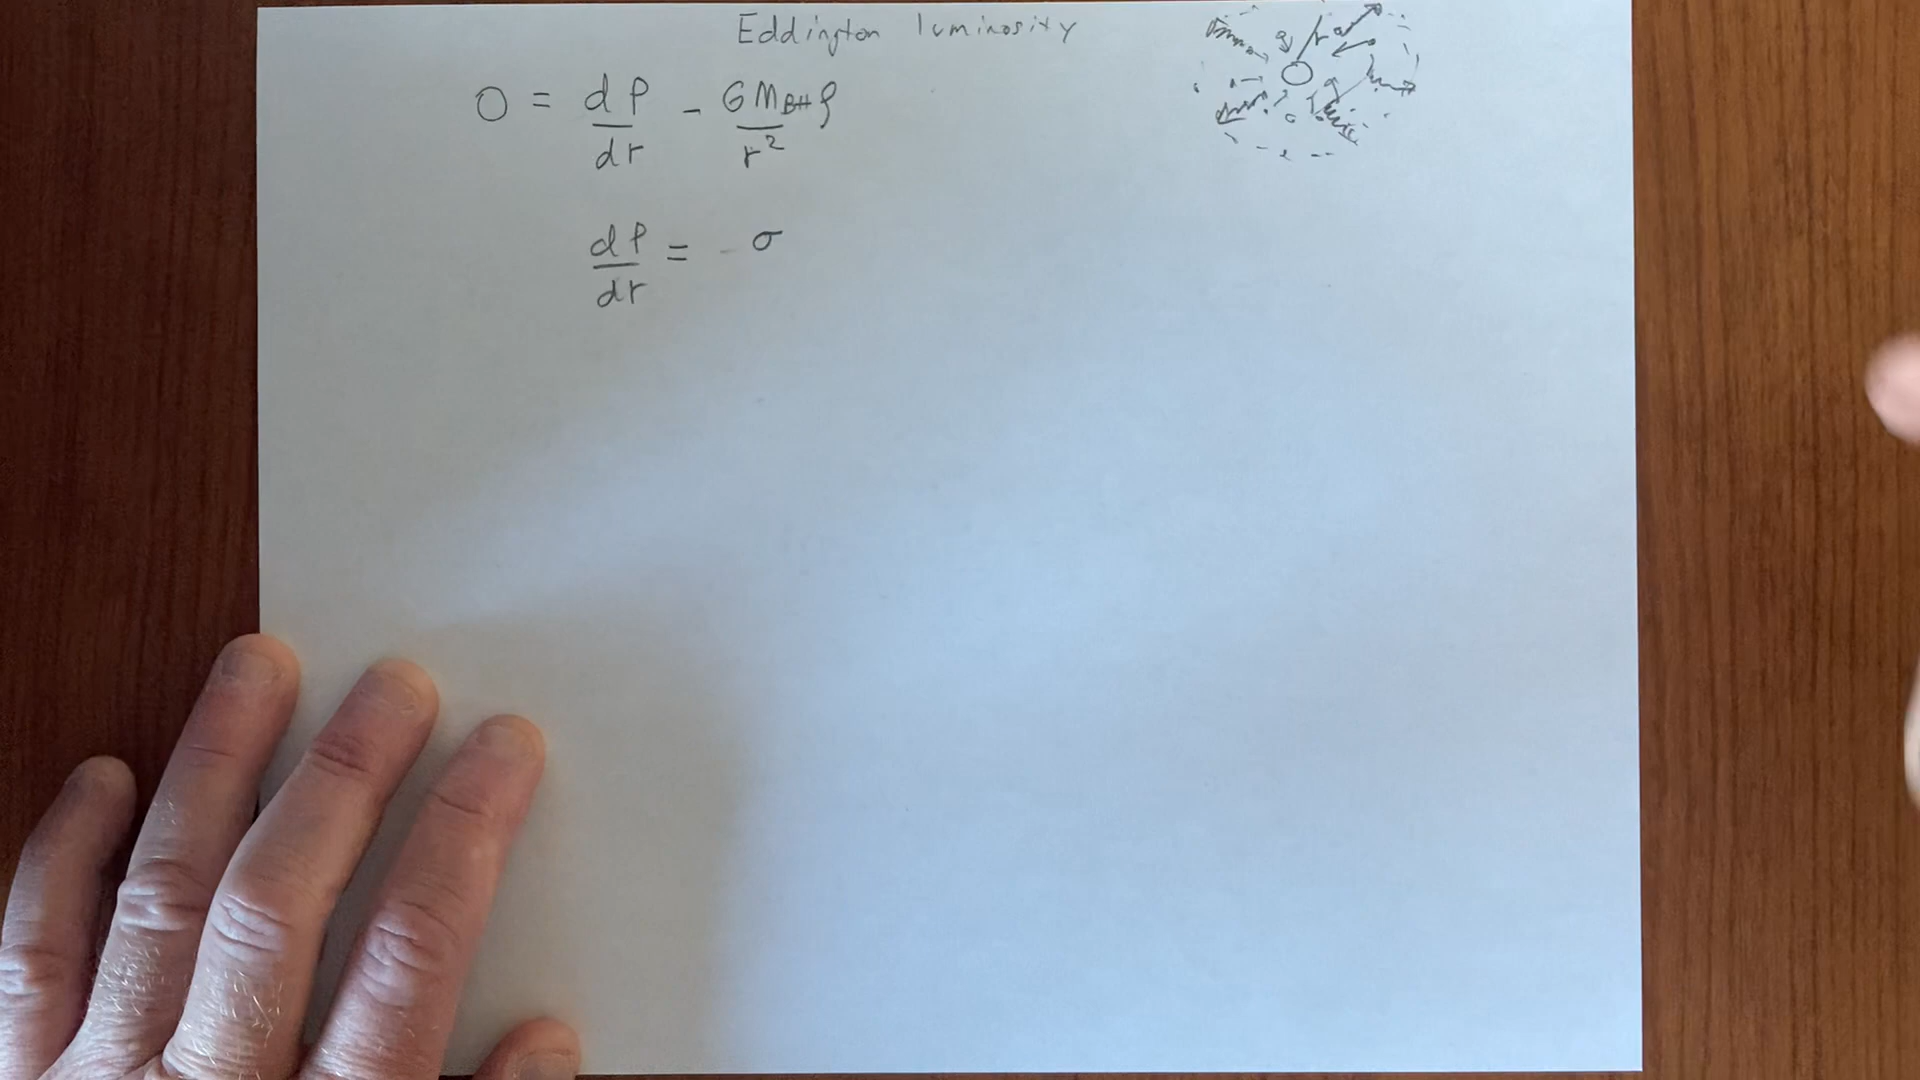 Eddington luminosity
0 = dP/dr - GM_BH ρ/r²
dP/dr = - σ